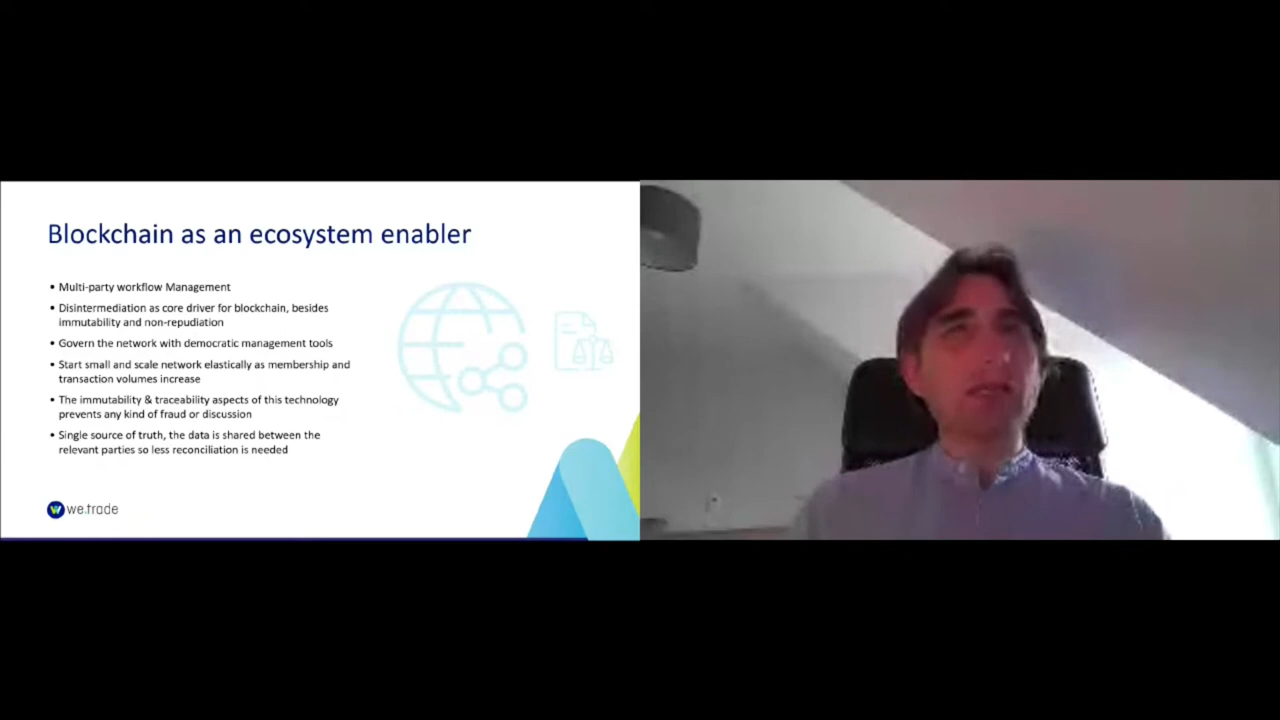 Blockchain as an ecosystem enabler
• Multi-party workflow Management
• Disintermediation as core driver for blockchain, besides
immutability and non-repudiation
• Govern the network with democratic management tools
• Start small and scale network elastically as membership and
transaction volumes increase
• The immutability & traceability aspects of this technology
prevents any kind of fraud or discussion
• Single source of truth, the data is shared between the
relevant parties so less reconciliation is needed
we.trade